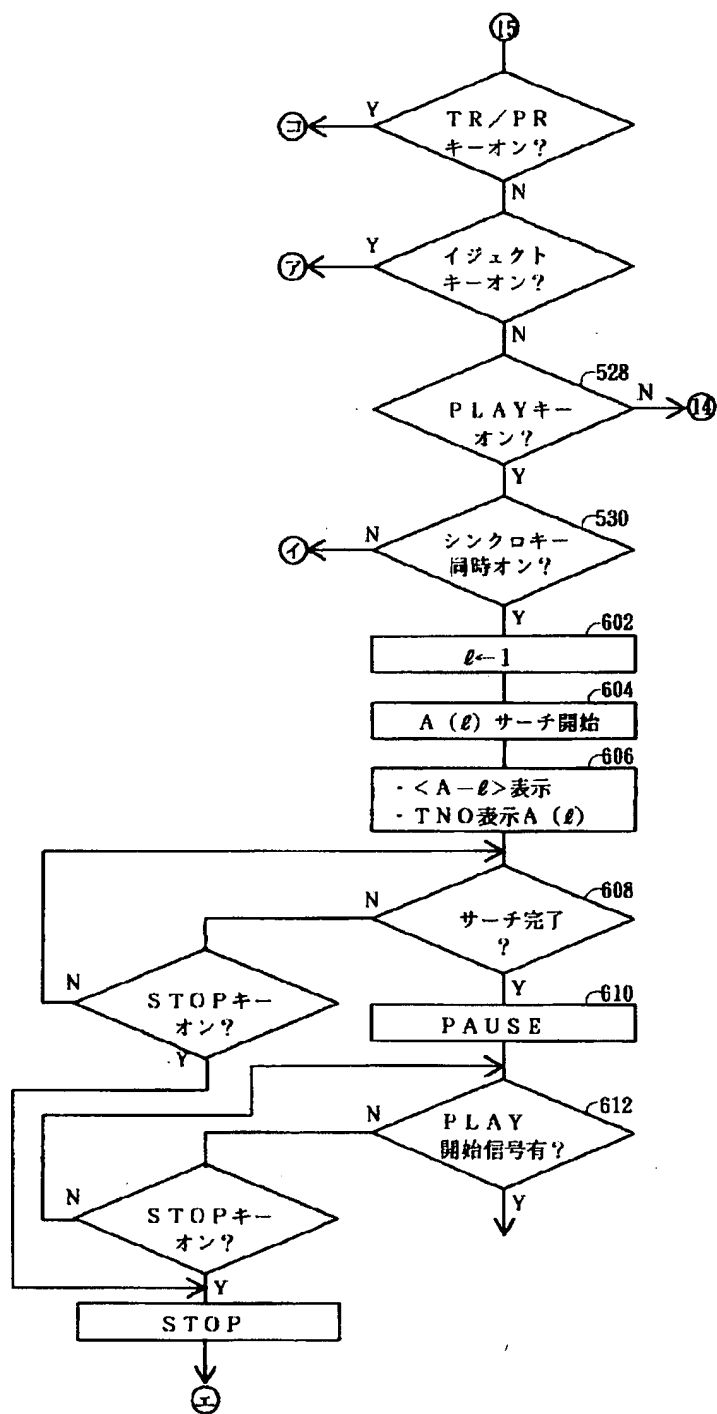 15
Y
コ
TR/PR
キーオン?
N
Y
ア
イジェクト
キーオン?
N
528
PLAYキー
オン?
N
14
Y
530
N
イ
シンクロキー
同時オン?
Y
602
ℓ←1
604
A(ℓ)サーチ開始
606
・<A-ℓ>表示
・TNO表示A(ℓ)
608
N
サーチ完了
?
Y
N
STOPキー
オン?
Y
610
PAUSE
612
N
PLAY
開始信号有?
Y
N
STOPキー
オン?
Y
STOP
エ